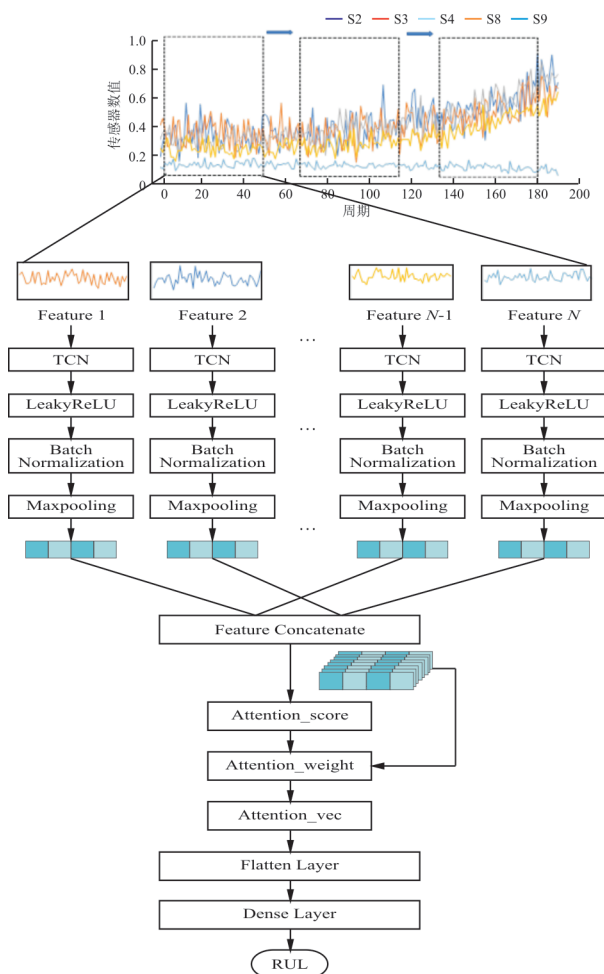 S2 S3 S4 S8 S9
1.0
0.8
0.6
0.4
0.2
0
传感器数值
0 20 40 60 80 100 120 140 160 180 200
周期
Feature 1 Feature 2 … Feature N-1 Feature N
TCN TCN TCN TCN
LeakyReLU LeakyReLU … LeakyReLU LeakyReLU
Batch Batch Batch Batch
Normalization Normalization Normalization Normalization
Maxpooling Maxpooling … Maxpooling Maxpooling
Feature Concatenate
Attention_score
Attention_weight
Attention_vec
Flatten Layer
Dense Layer
RUL